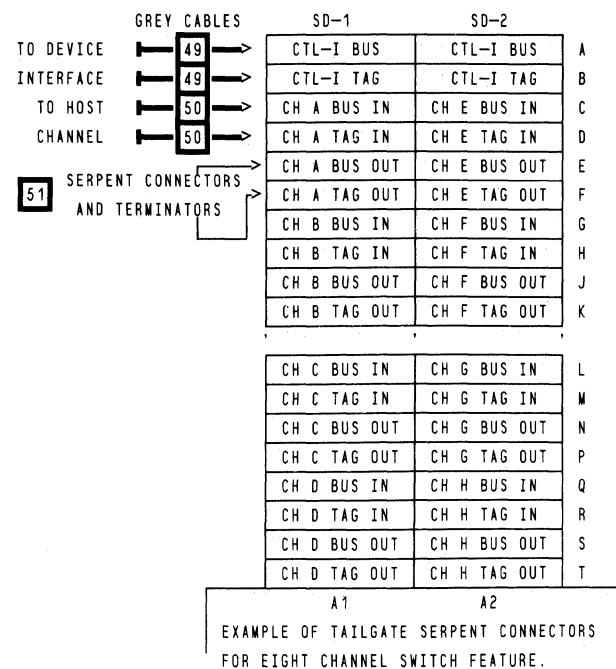 GREY CABLES SD-1 SD-2
TO DEVICE 49 CTL-I BUS CTL-I BUS A
INTERFACE 49 CTL-I TAG CTL-I TAG B
TO HOST 50 CH A BUS IN CH E BUS IN C
CHANNEL 50 CH A TAG IN CH E TAG IN D
CH A BUS OUT CH E BUS OUT E
51 SERPENT CONNECTORS
CH A TAG OUT CH E TAG OUT F
AND TERMINATORS
CH B BUS IN CH F BUS IN G
CH B TAG IN CH F TAG IN H
CH B BUS OUT CH F BUS OUT J
CH B TAG OUT CH F TAG OUT K
CH C BUS IN CH G BUS IN L
CH C TAG IN CH G TAG IN M
CH C BUS OUT CH G BUS OUT N
CH C TAG OUT CH G TAG OUT P
CH D BUS IN CH H BUS IN Q
CH D TAG IN CH H TAG IN R
CH D BUS OUT CH H BUS OUT S
CH D TAG OUT CH H TAG OUT T
A1 A2
EXAMPLE OF TAILGATE SERPENT CONNECTORS
FOR EIGHT CHANNEL SWITCH FEATURE.